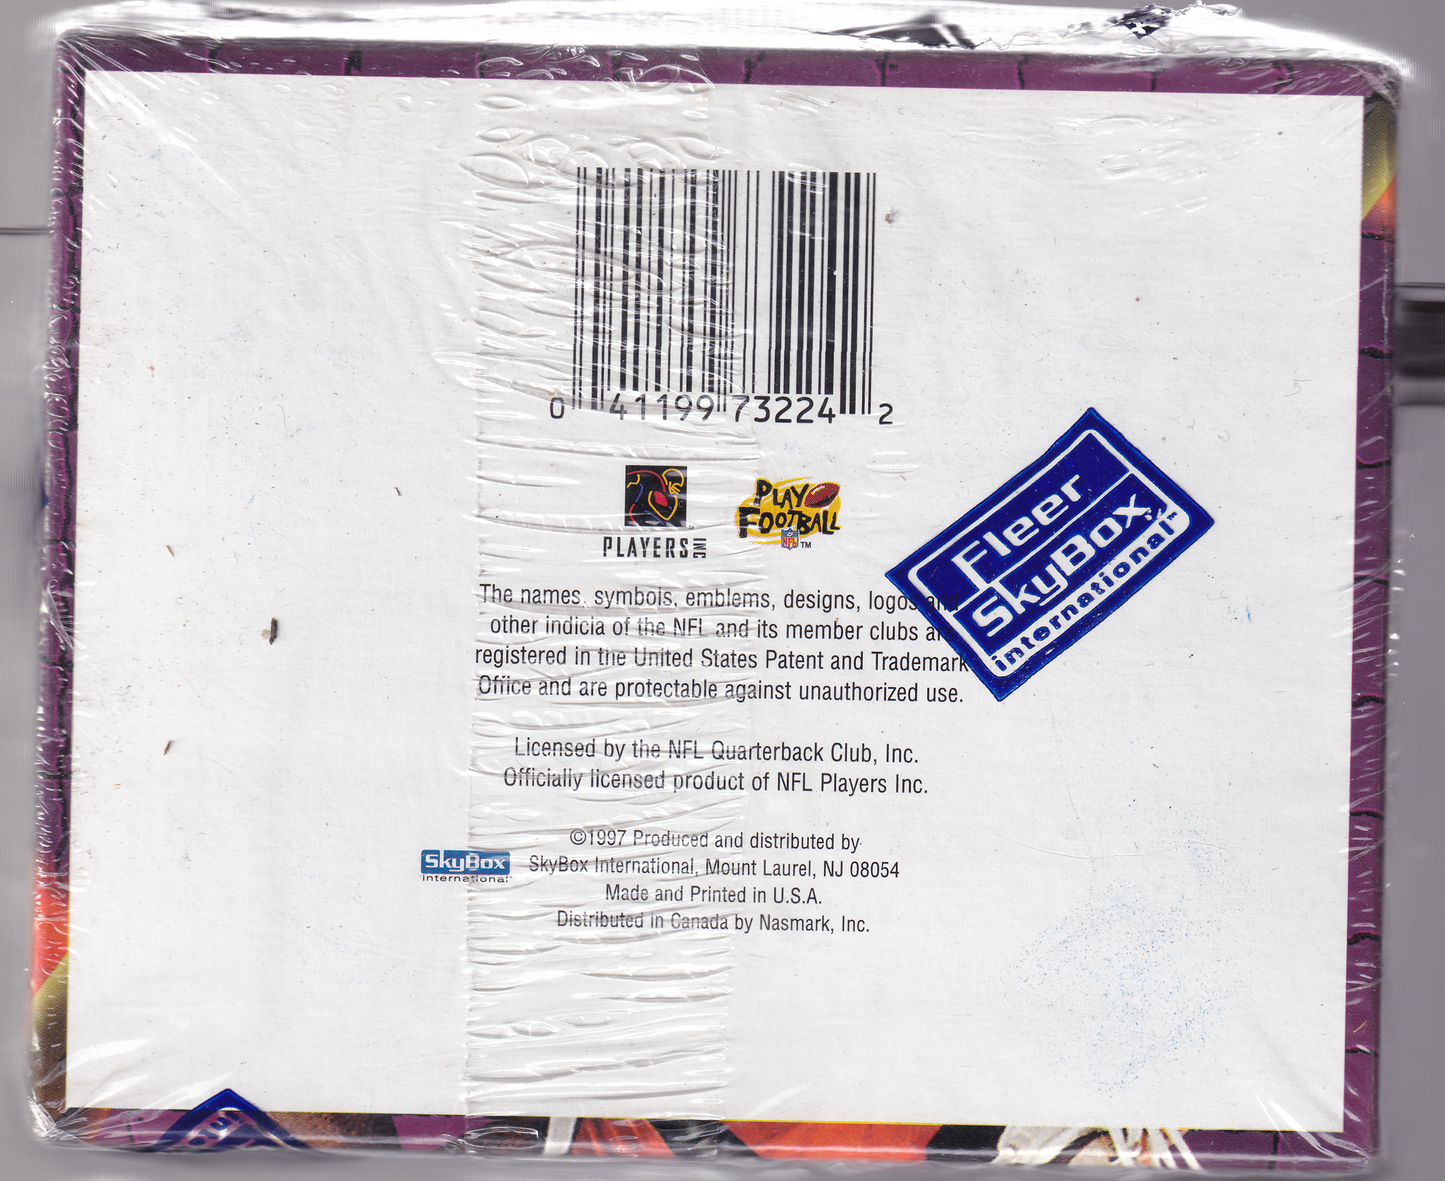 0 41199 73224 2
PLAYERS INC
PLAY
FOOTBALL
NFL
TM
Fleer
SkyBox
international™
The names, symbols, emblems, designs, logos and
other indicia of the NFL and its member clubs are
registered in the United States Patent and Trademark
Office and are protectable against unauthorized use.
Licensed by the NFL Quarterback Club, Inc.
Officially licensed product of NFL Players Inc.
©1997 Produced and distributed by
SkyBox
International™
SkyBox International, Mount Laurel, NJ 08054
Made and Printed in U.S.A.
Distributed in Canada by Nasmark, Inc.